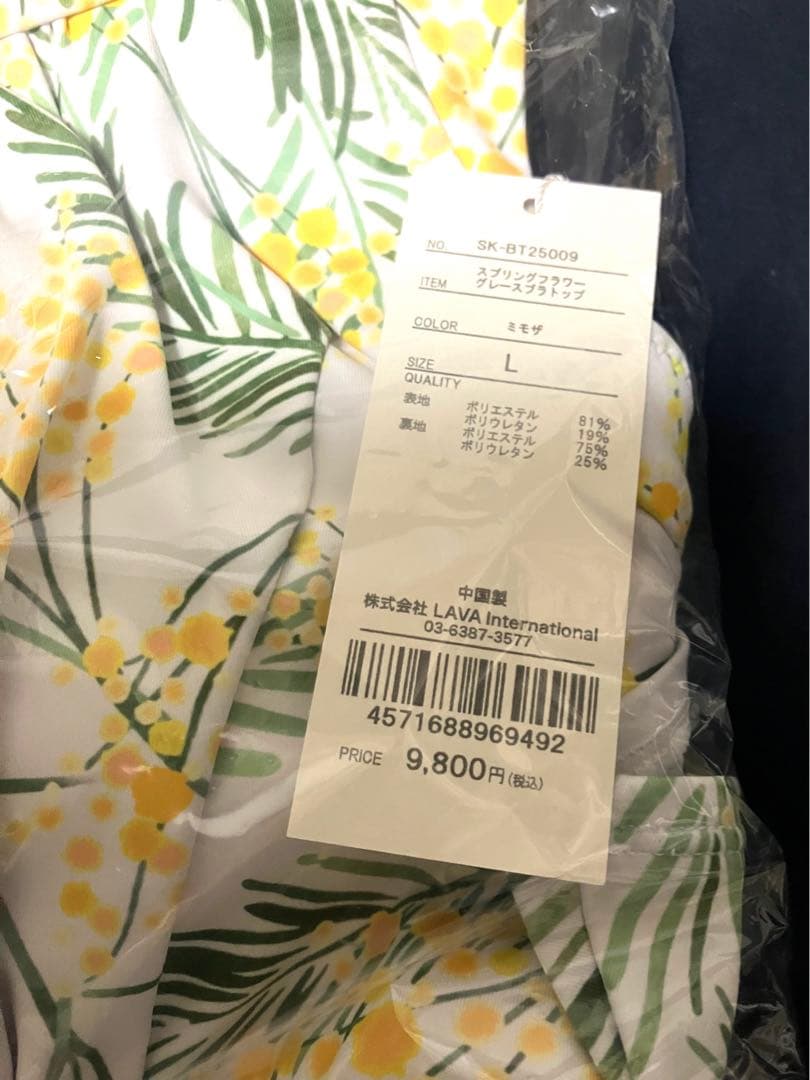 NO. SK-BT25009
ITEM スプリングフラワー
グレースブラトップ
COLOR ミモザ
SIZE L
QUALITY
表地 ポリエステル 81%
ポリウレタン 19%
裏地 ポリエステル 75%
ポリウレタン 25%
中国製
株式会社 LAVA International
03-6387-3577
4571688969492
PRICE 9,800円(税込)